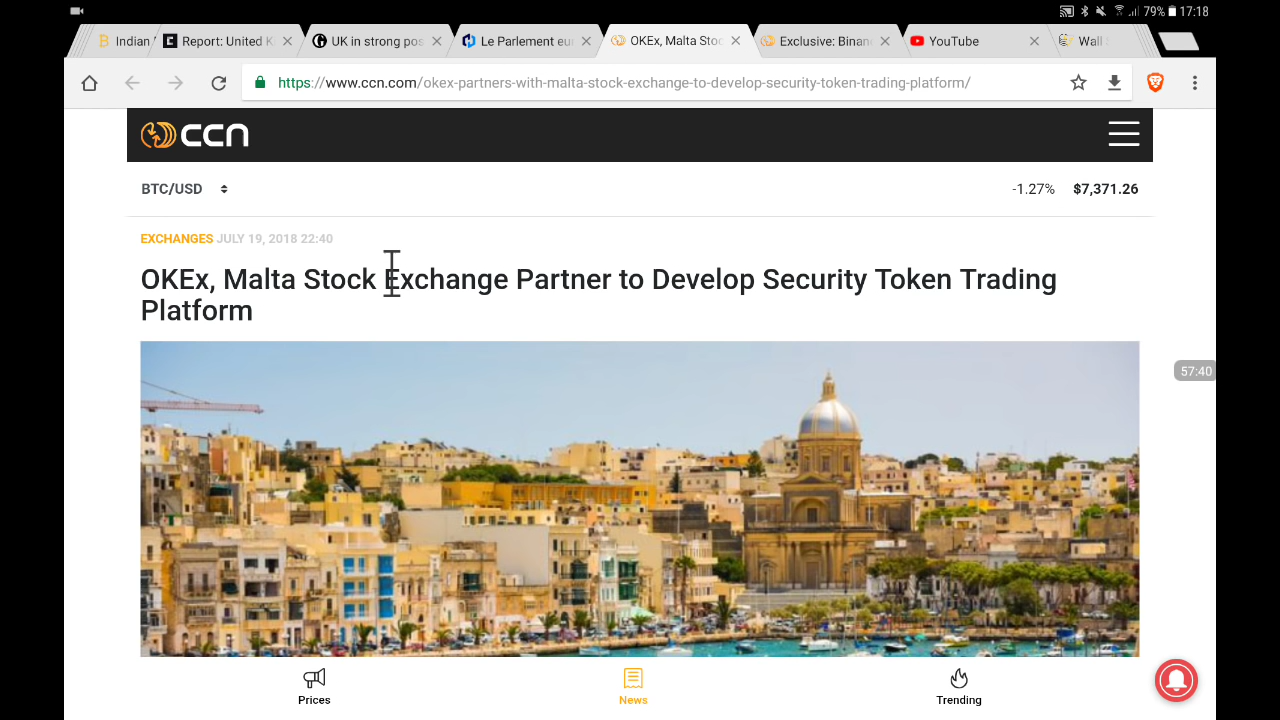 79% 17:18
Indian Report: United K UK in strong pos Le Parlement eur OKEx, Malta Stoc Exclusive: Binan YouTube Wall
https://www.ccn.com/okex-partners-with-malta-stock-exchange-to-develop-security-token-trading-platform/
ccn
BTC/USD -1.27% $7,371.26
EXCHANGES JULY 19, 2018 22:40
OKEx, Malta Stock Exchange Partner to Develop Security Token Trading
Platform
57:40
Prices News Trending